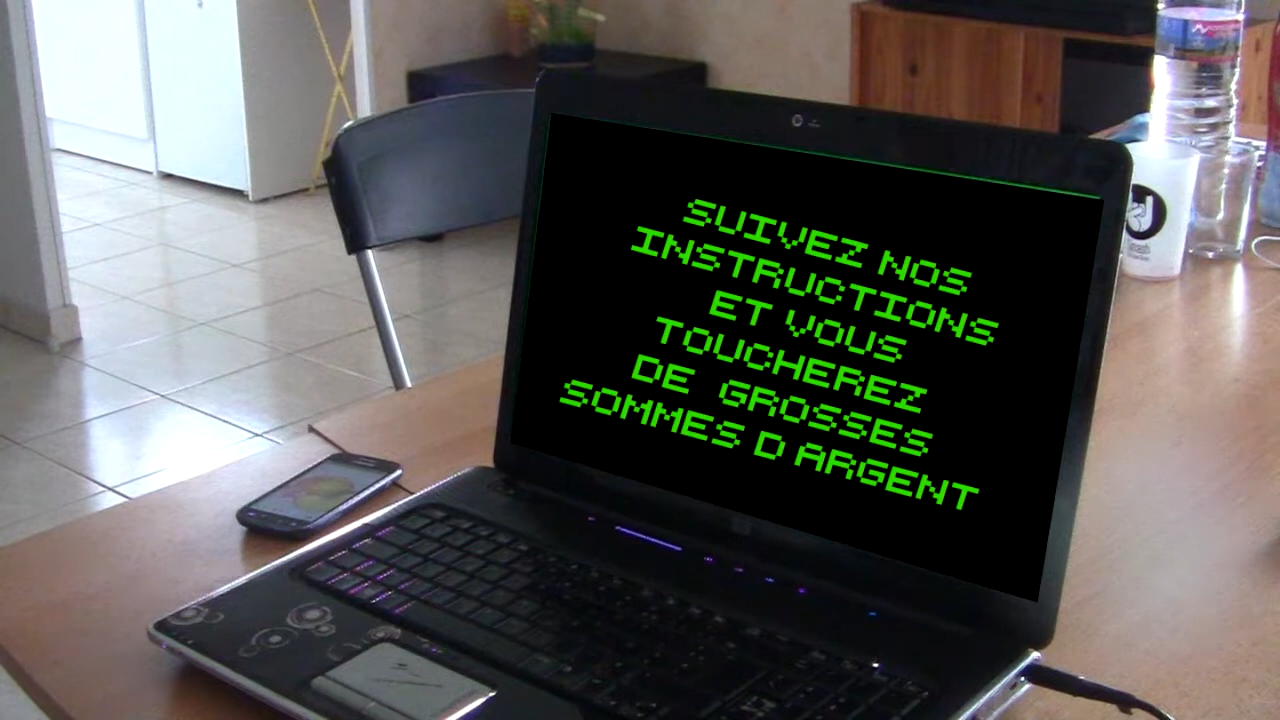 SUIVEZ NOS
INSTRUCTIONS
ET VOUS
TOUCHEREZ
DE GROSSES
SOMMES D ARGENT